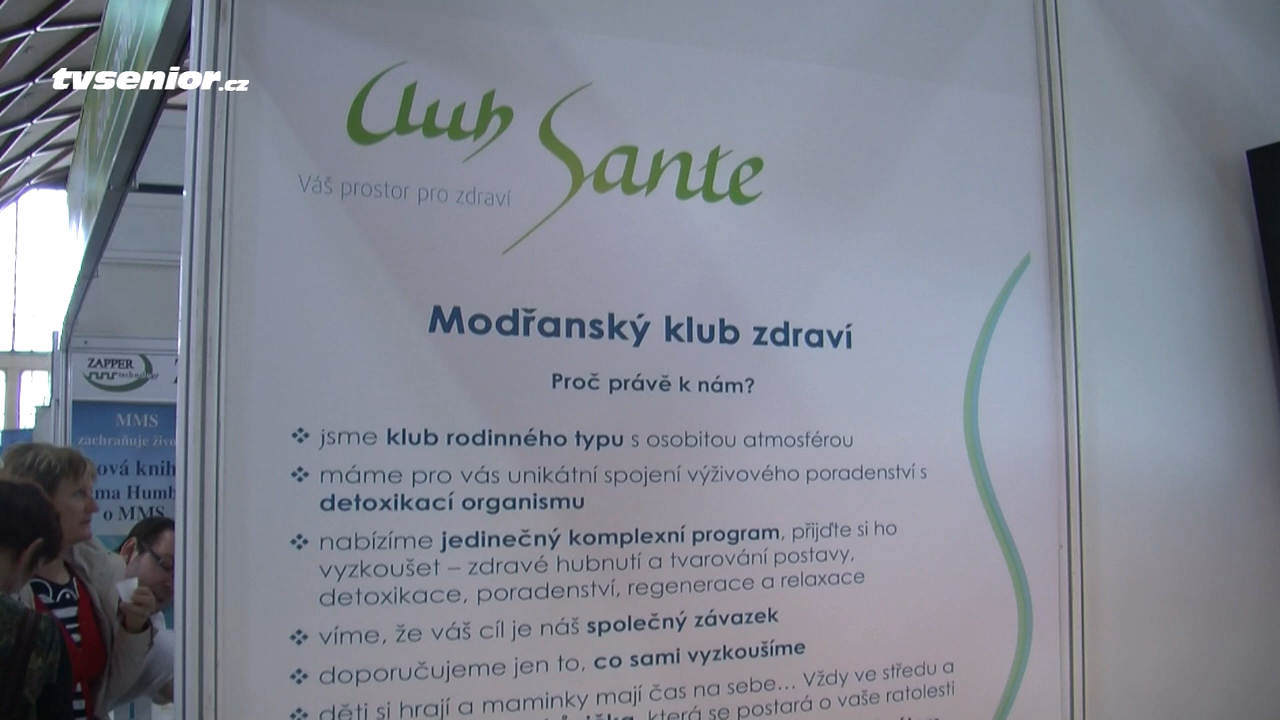 tvsenior.cz
Club Sante
Váš prostor pro zdraví
Modřanský klub zdraví
Proč právě k nám?
jsme klub rodinného typu s osobitou atmosférou
máme pro vás unikátní spojení výživového poradenství s
detoxikací organismu
nabízíme jedinečný komplexní program, přijďte si ho
vyzkoušet – zdravé hubnutí a tvarování postavy,
detoxikace, poradenství, regenerace a relaxace
víme, že váš cíl je náš společný závazek
doporučujeme jen to, co sami vyzkoušíme
děti si hrají a maminky mají čas na sebe... Vždy ve středu a
která se postará o vaše ratolesti
ZAPPER
technology
MMS
zachraňuje
o MMS